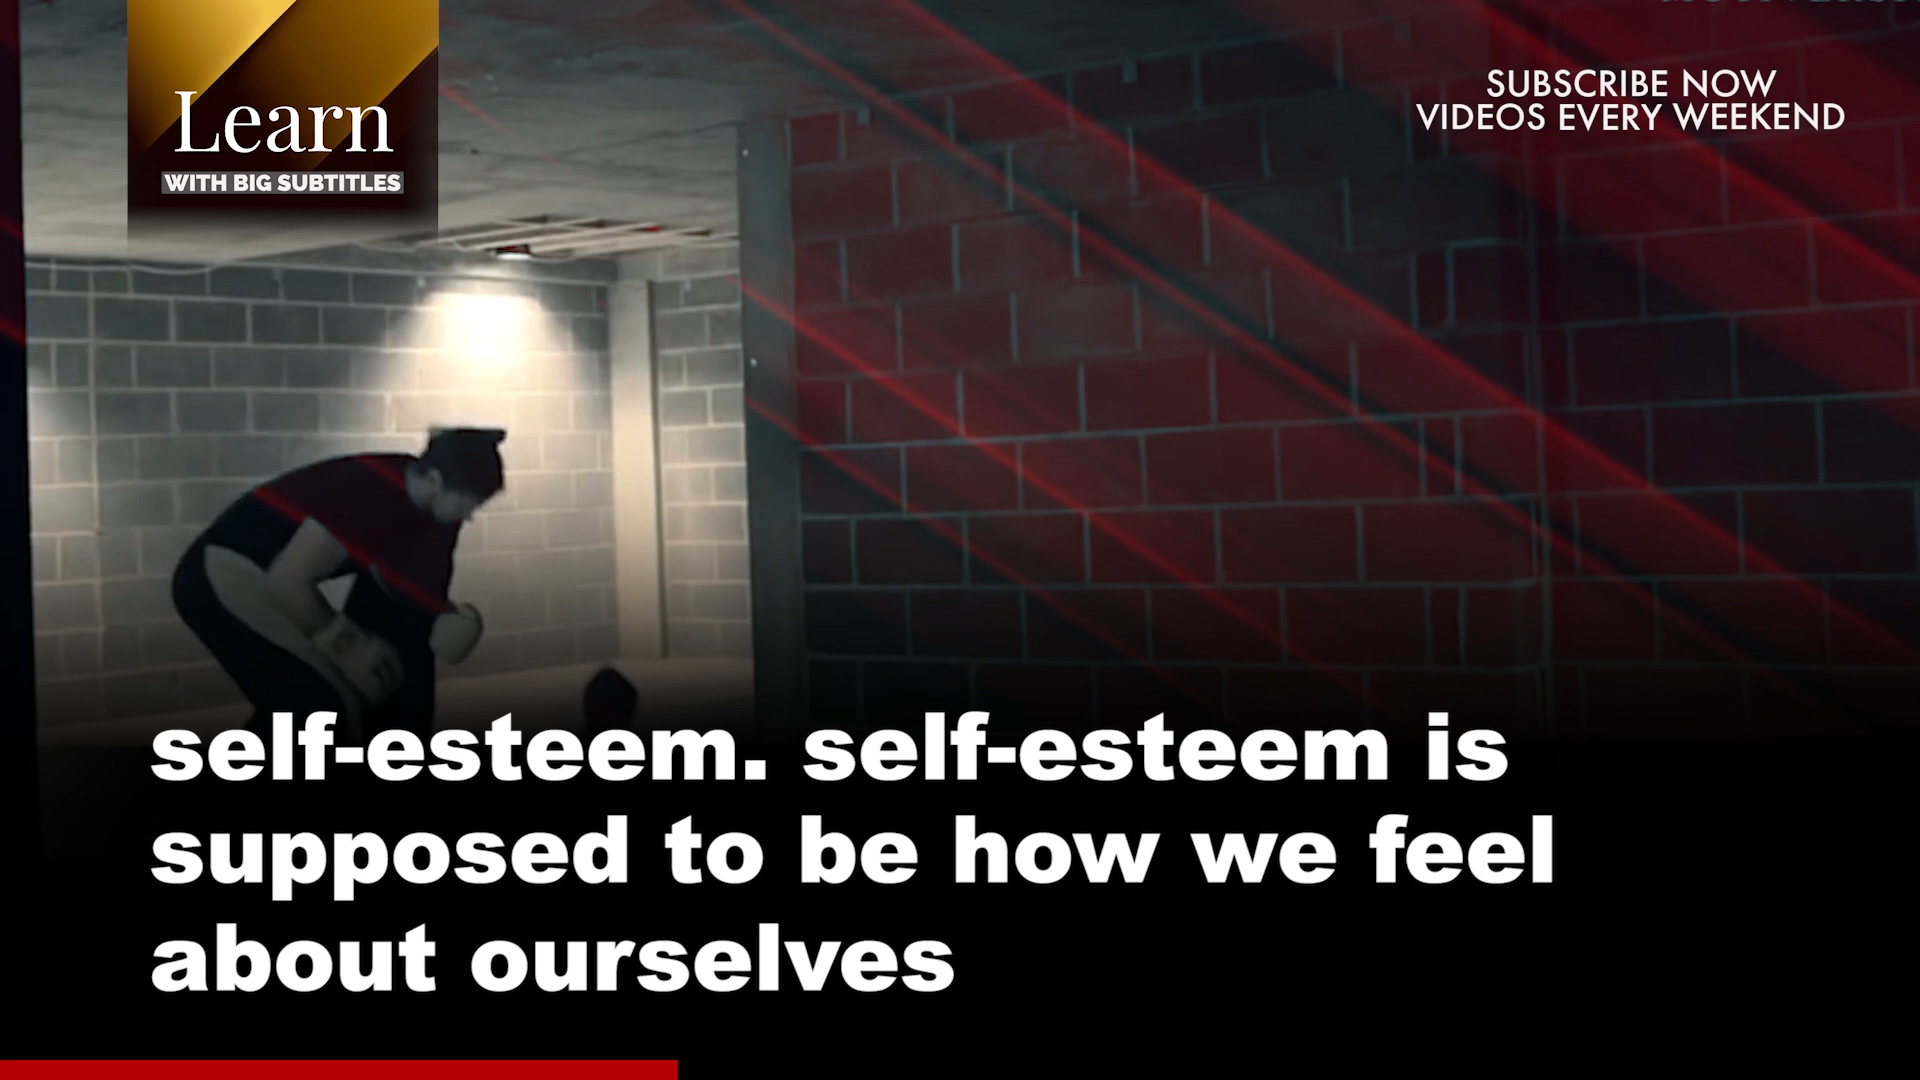 Learn
WITH BIG SUBTITLES
SUBSCRIBE NOW
VIDEOS EVERY WEEKEND
self-esteem. self-esteem is
supposed to be how we feel
about ourselves